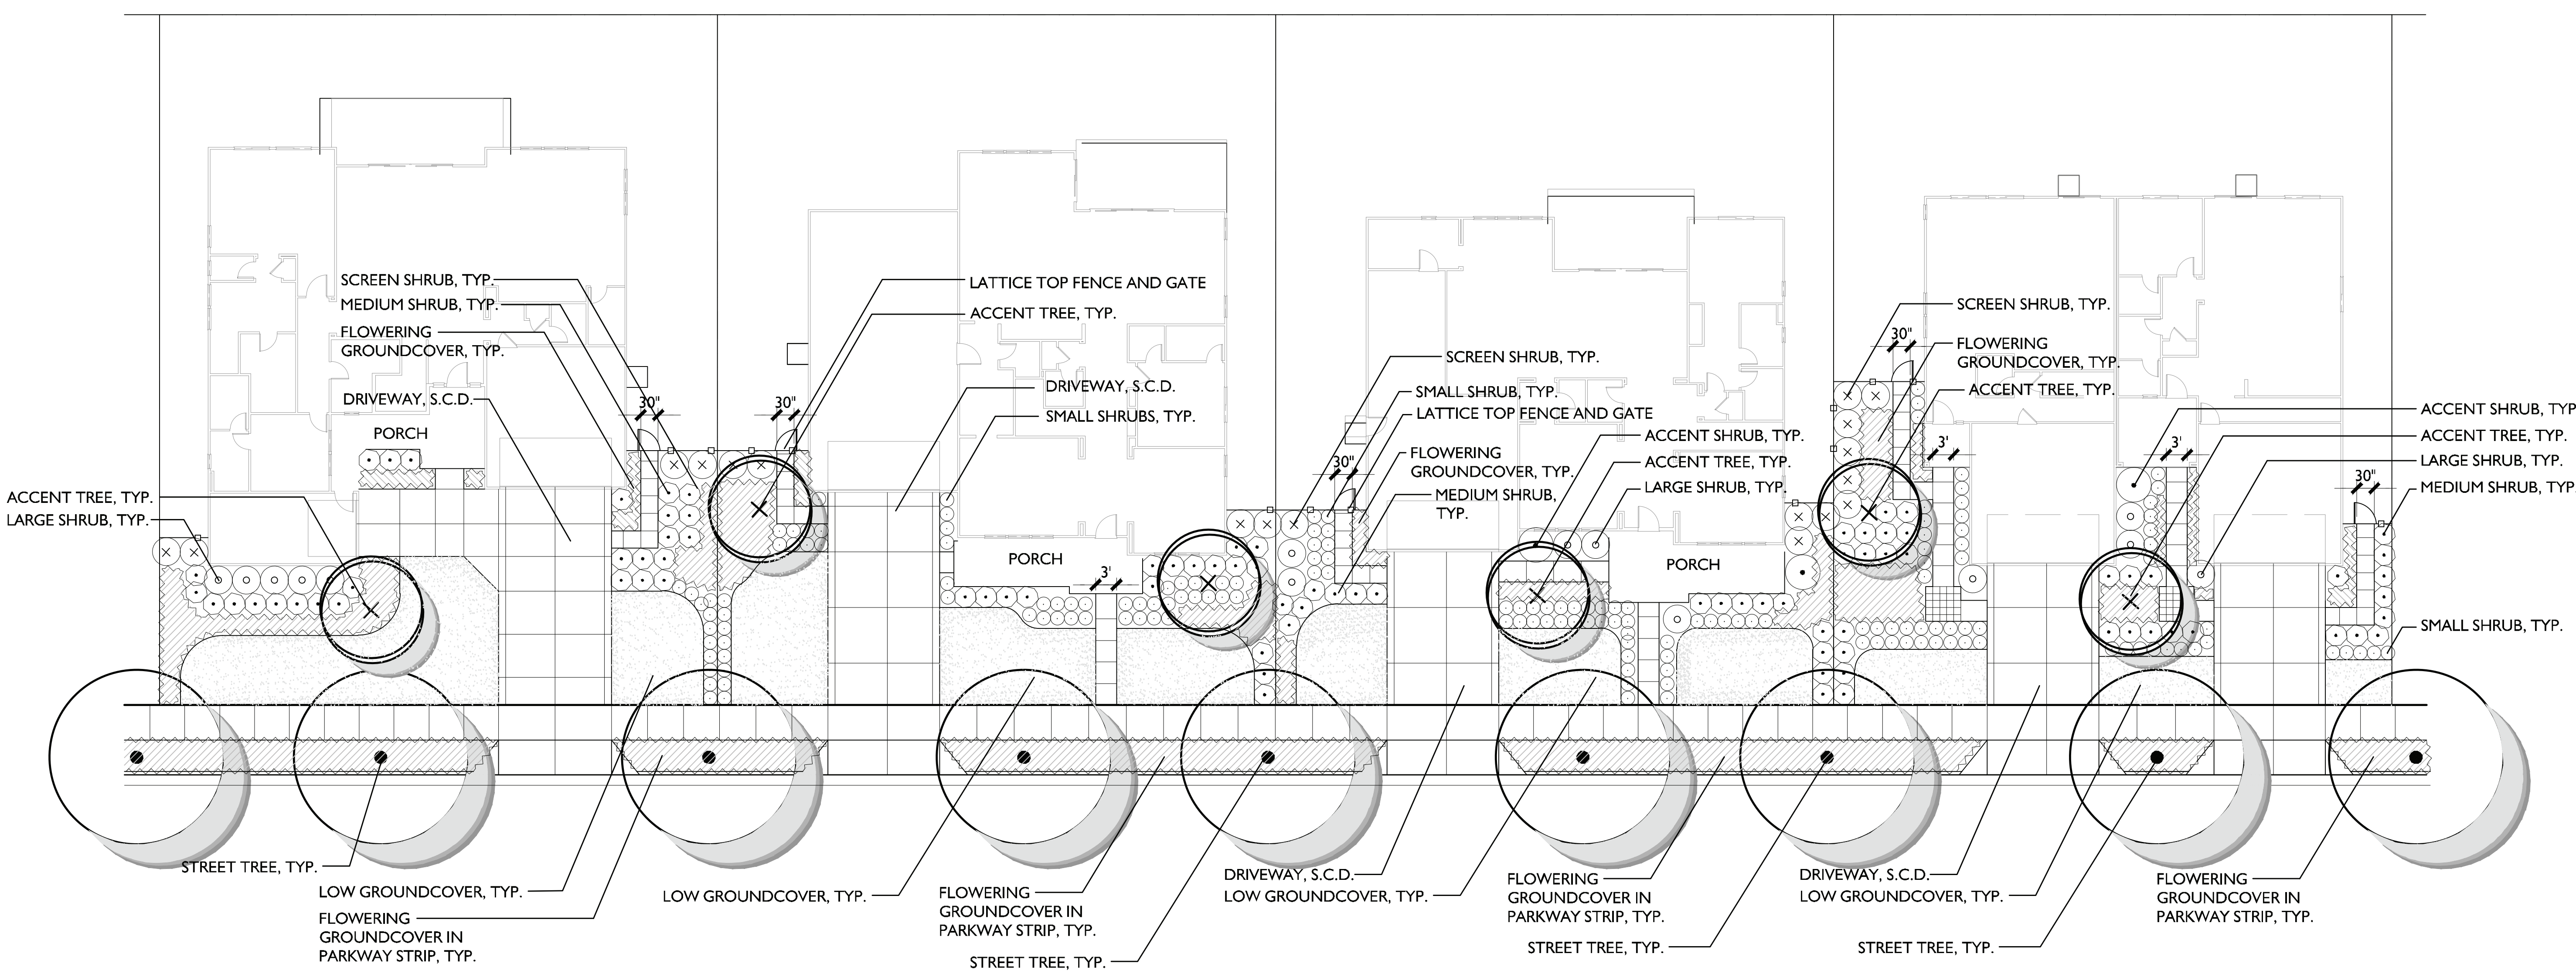 SCREEN SHRUB, TYP.
MEDIUM SHRUB, TYP.
FLOWERING
GROUNDCOVER, TYP.
DRIVEWAY, S.C.D.
PORCH
ACCENT TREE, TYP.
LARGE SHRUB, TYP.
30"
30"
LATTICE TOP FENCE AND GATE
ACCENT TREE, TYP.
DRIVEWAY, S.C.D.
SMALL SHRUBS, TYP.
PORCH
3'
SCREEN SHRUB, TYP.
SMALL SHRUB, TYP.
LATTICE TOP FENCE AND GATE
FLOWERING
GROUNDCOVER, TYP.
MEDIUM SHRUB,
TYP.
30"
ACCENT SHRUB, TYP.
ACCENT TREE, TYP.
LARGE SHRUB, TYP.
PORCH
SCREEN SHRUB, TYP.
30"
FLOWERING
GROUNDCOVER, TYP.
ACCENT TREE, TYP.
3'
3'
ACCENT SHRUB, TYP
ACCENT TREE, TYP.
LARGE SHRUB, TYP.
30"
MEDIUM SHRUB, TYP.
SMALL SHRUB, TYP.
STREET TREE, TYP.
LOW GROUNDCOVER, TYP.
FLOWERING
GROUNDCOVER IN
PARKWAY STRIP, TYP.
LOW GROUNDCOVER, TYP.
FLOWERING
GROUNDCOVER IN
PARKWAY STRIP, TYP.
STREET TREE, TYP.
DRIVEWAY, S.C.D.
LOW GROUNDCOVER, TYP.
FLOWERING
GROUNDCOVER IN
PARKWAY STRIP, TYP.
STREET TREE, TYP.
DRIVEWAY, S.C.D.
LOW GROUNDCOVER, TYP.
STREET TREE, TYP.
FLOWERING
GROUNDCOVER IN
PARKWAY STRIP, TYP.